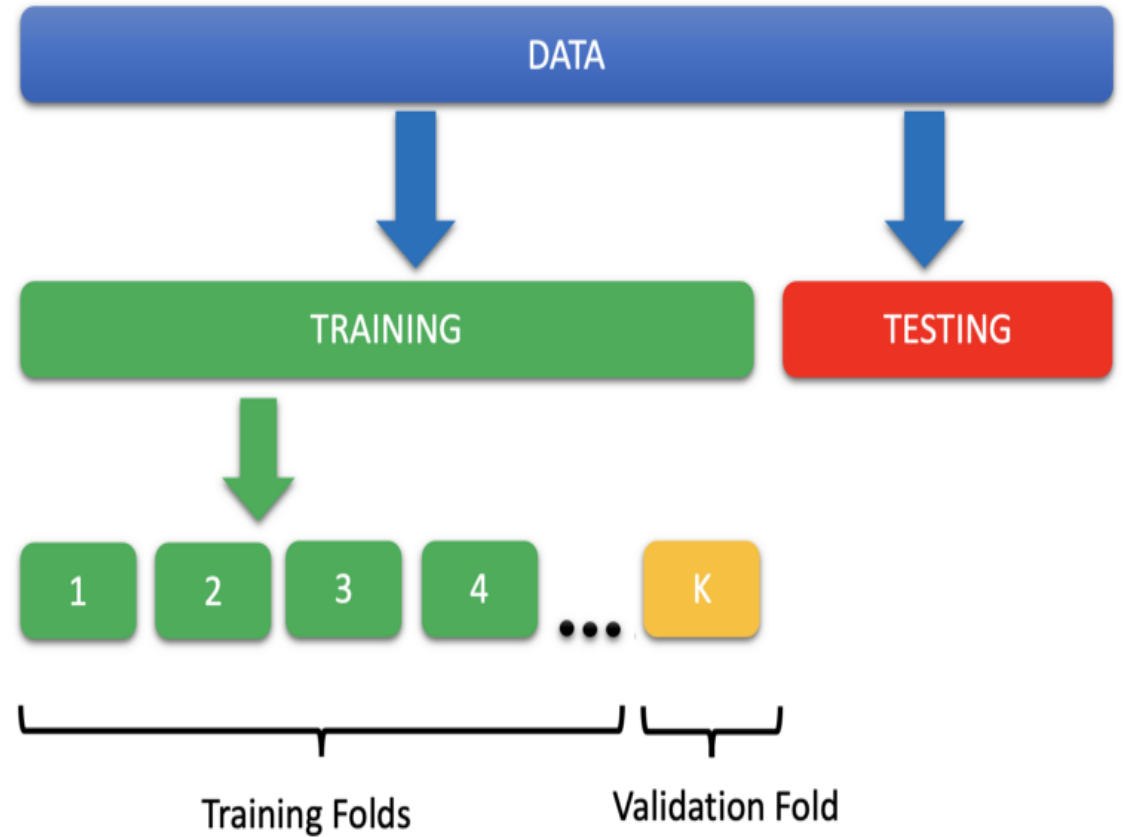 DATA
TRAINING
TESTING
1
2
3
4
...
K
Training Folds
Validation Fold